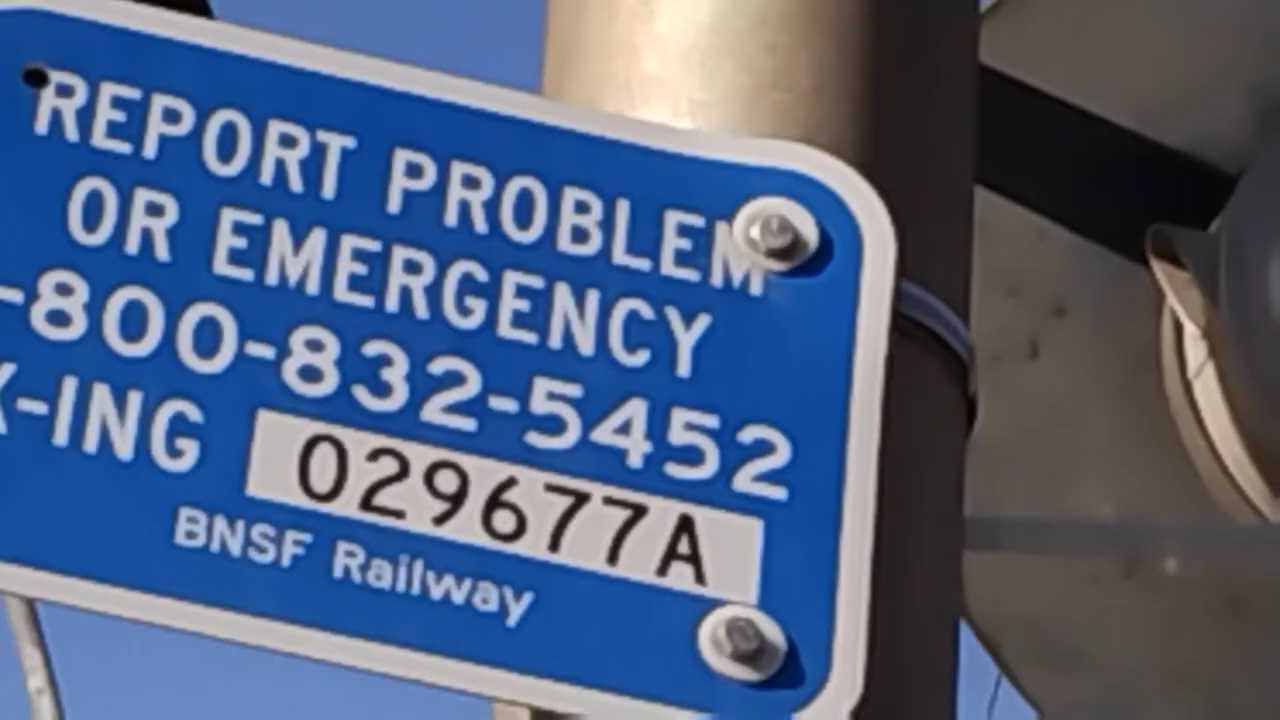 REPORT PROBLEM
OR EMERGENCY
-800-832-5452
X-ING 029677A
BNSF Railway